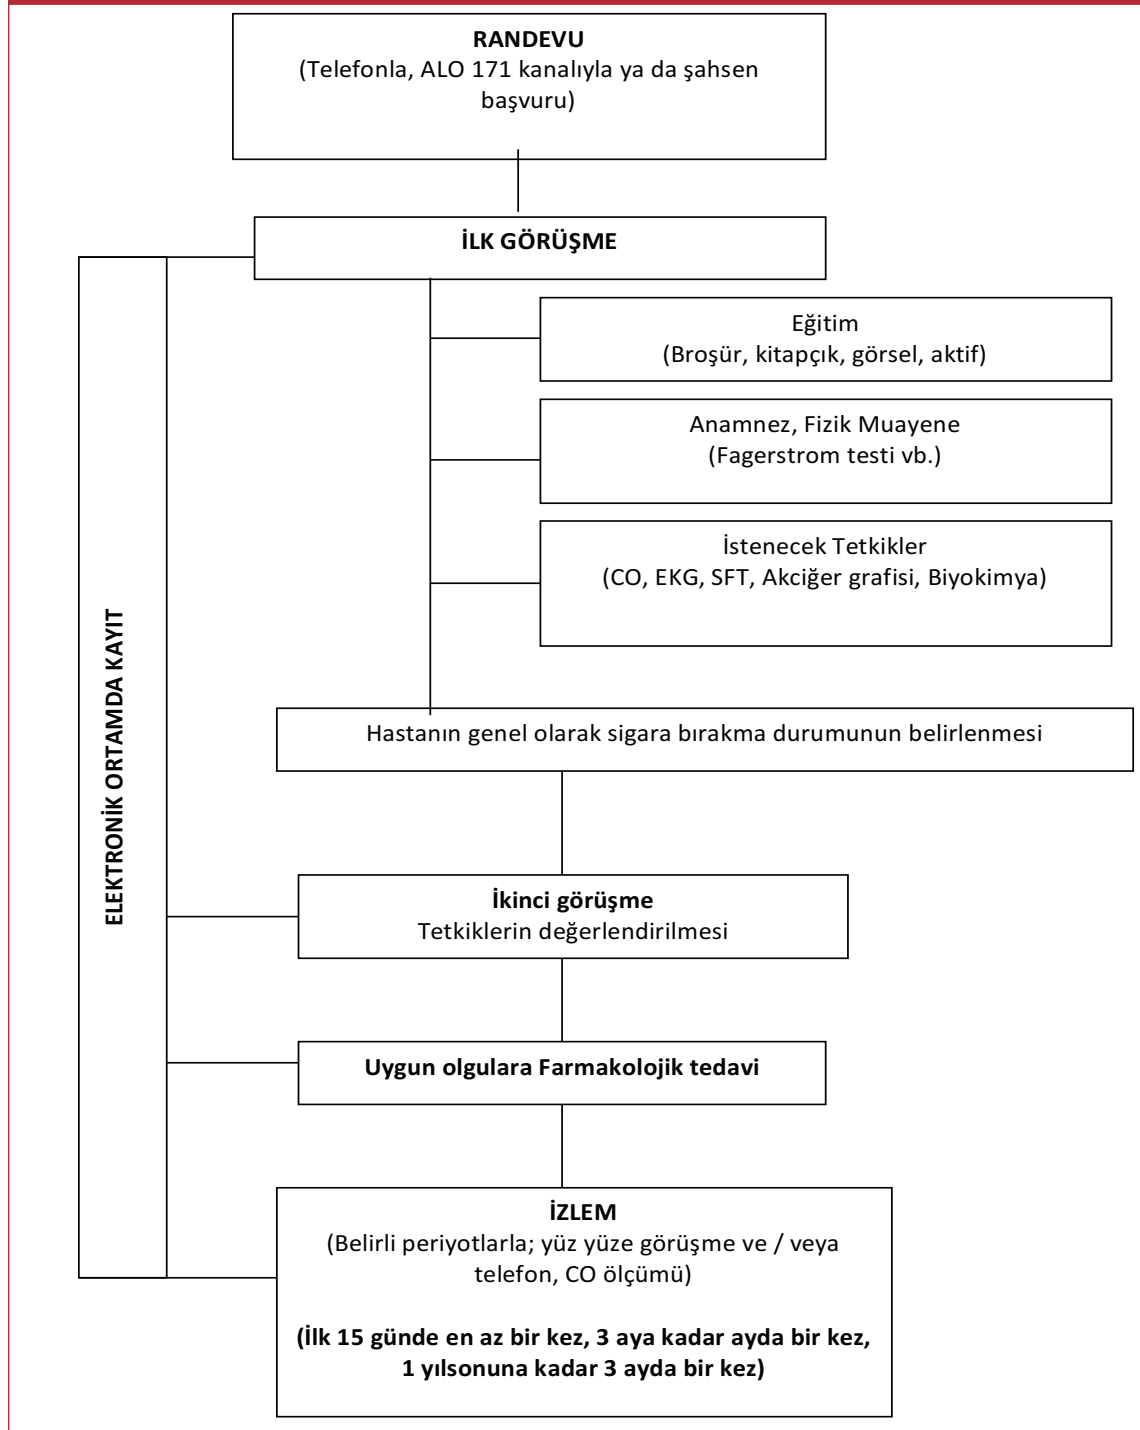 RANDEVU
(Telefonla, ALO 171 kanalıyla ya da şahsen
başvuru)
İLK GÖRÜŞME
Eğitim
(Broşür, kitapçık, görsel, aktif)
Anamnez, Fizik Muayene
(Fagerstrom testi vb.)
İstenecek Tetkikler
(CO, EKG, SFT, Akciğer grafisi, Biyokimya)
ELEKTRONİK ORTAMDA KAYIT
Hastanın genel olarak sigara bırakma durumunun belirlenmesi
İkinci görüşme
Tetkiklerin değerlendirilmesi
Uygun olgulara Farmakolojik tedavi
İZLEM
(Belirli periyotlarla; yüz yüze görüşme ve / veya
telefon, CO ölçümü)
(İlk 15 günde en az bir kez, 3 aya kadar ayda bir kez,
1 yılsonuna kadar 3 ayda bir kez)